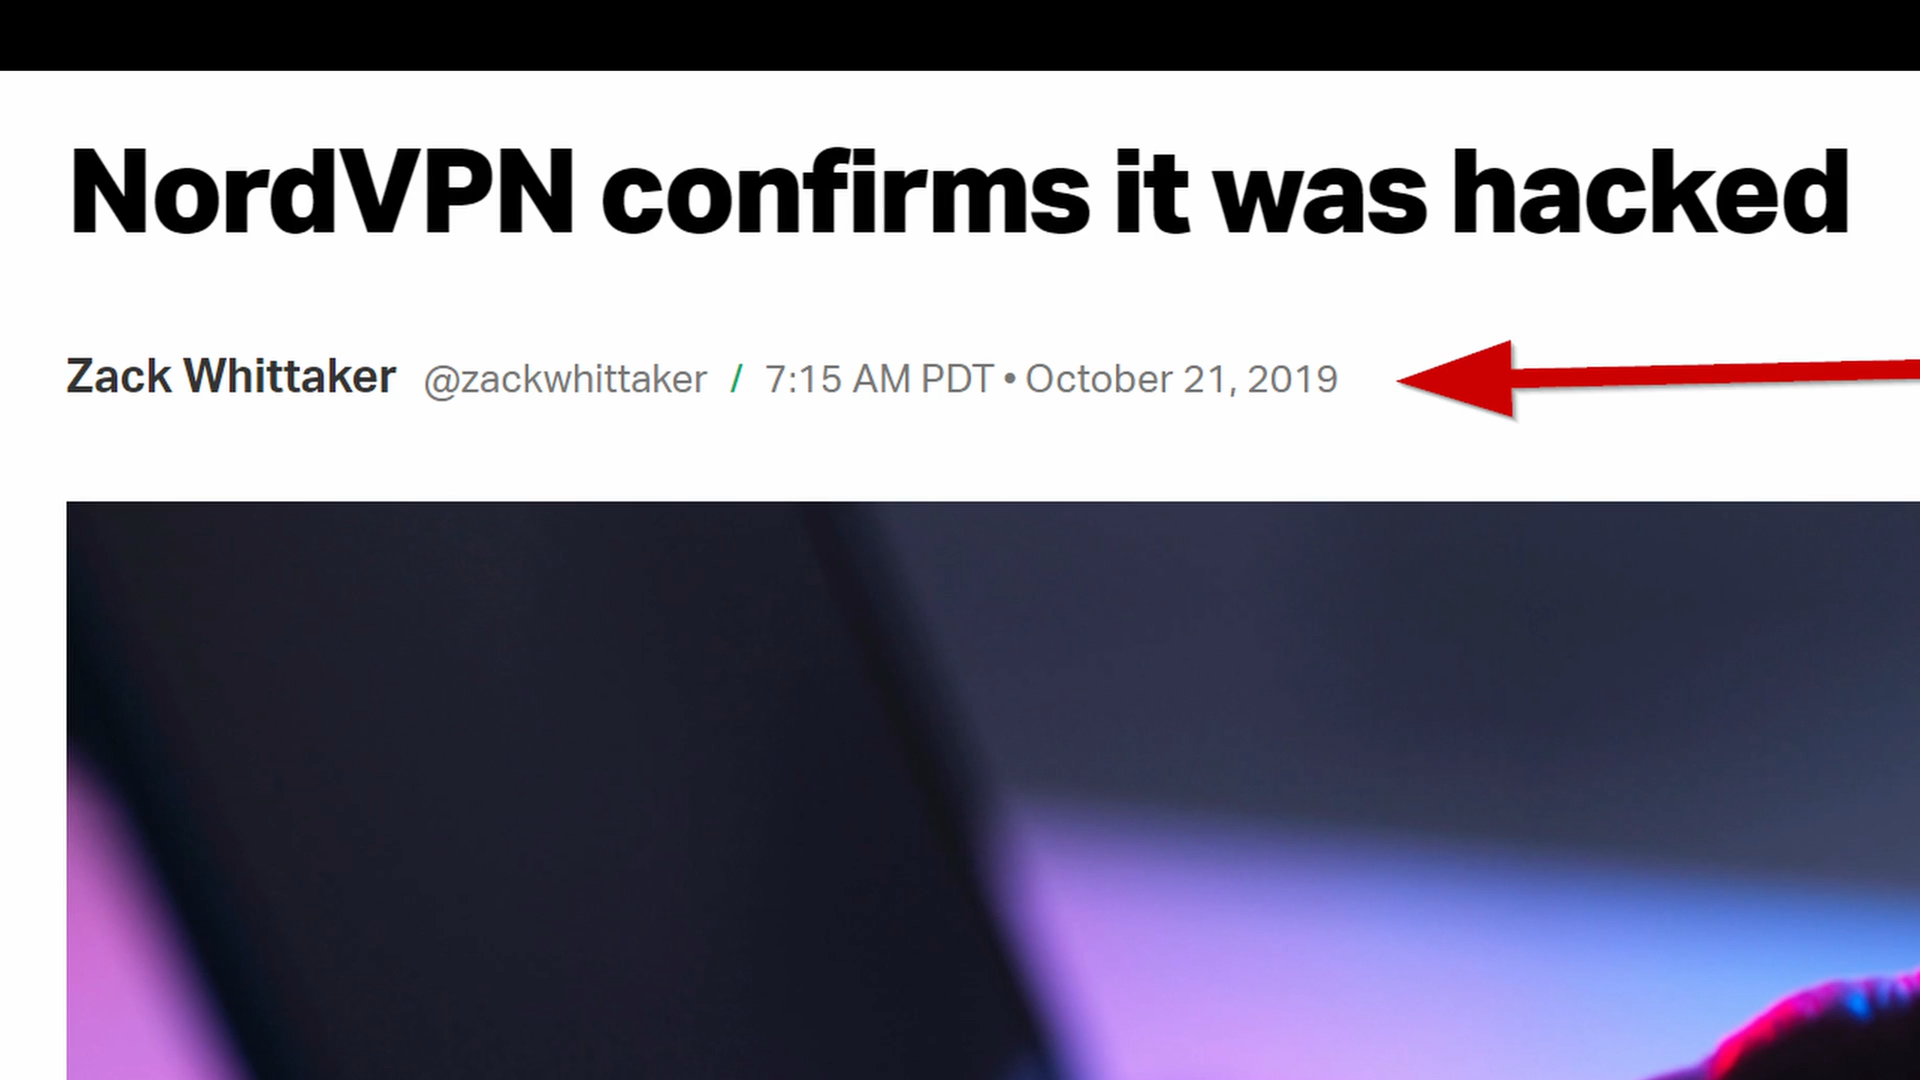 NordVPN confirms it was hacked
Zack Whittaker @zackwhittaker / 7:15 AM PDT • October 21, 2019